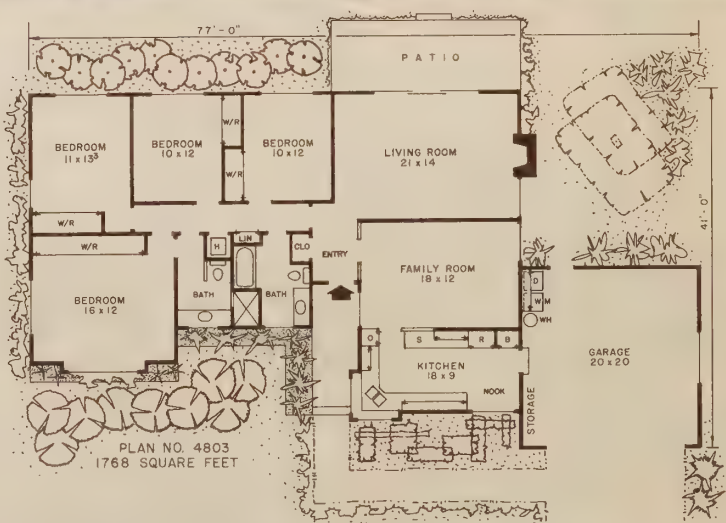 77'-0"
PATIO
BEDROOM
11 x 13³
BEDROOM
10 x 12
W/R
W/R
BEDROOM
10 x 12
LIVING ROOM
21 x 14
41'-0"
W/R
W/R
H
LIN
CLO
ENTRY
BEDROOM
16 x 12
BATH
BATH
FAMILY ROOM
18 x 12
D
WM
WH
O
S
R
B
KITCHEN
18 x 9
NOOK
STORAGE
GARAGE
20 x 20
PLAN NO. 4803
1768 SQUARE FEET